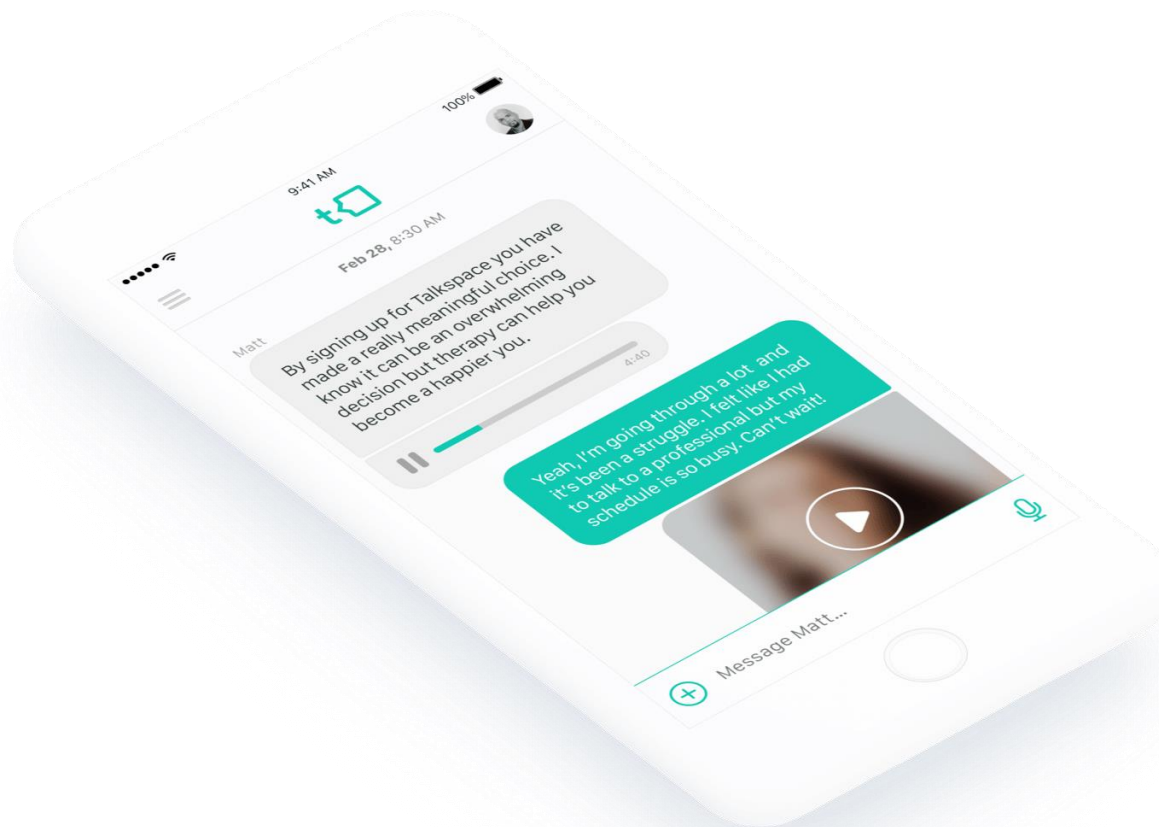 100%
9:41 AM
t
Feb 28, 8:30 AM
Matt
By signing up for Talkspace you have
made a really meaningful choice. I
know it can be an overwhelming
decision but therapy can help you
become a happier you.
4:40
Yeah, I'm going through a lot and
it's been a struggle. I felt like I had
to talk to a professional but my
schedule is so busy. Can't wait!
Message Matt...